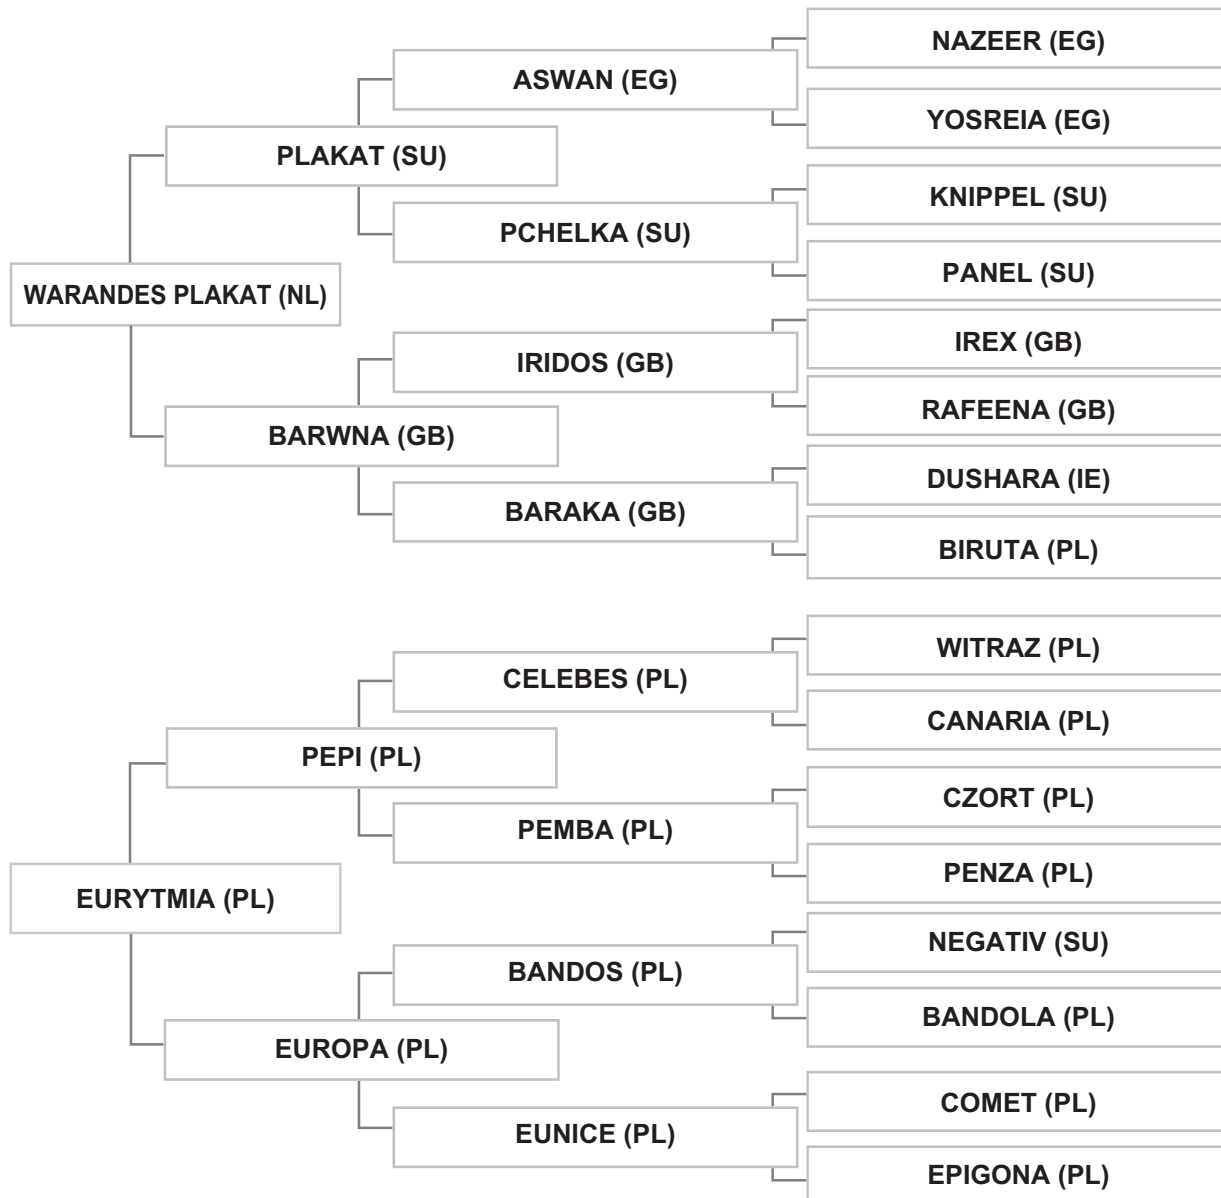 NAZEER (EG)
ASWAN (EG)
YOSREIA (EG)
PLAKAT (SU)
KNIPPEL (SU)
PCHELKA (SU)
PANEL (SU)
WARANDES PLAKAT (NL)
IREX (GB)
IRIDOS (GB)
RAFEENA (GB)
BARWNA (GB)
DUSHARA (IE)
BARAKA (GB)
BIRUTA (PL)
WITRAZ (PL)
CELEBES (PL)
CANARIA (PL)
PEPI (PL)
CZORT (PL)
PEMBA (PL)
PENZA (PL)
EURYTMIA (PL)
NEGATIV (SU)
BANDOS (PL)
BANDOLA (PL)
EUROPA (PL)
COMET (PL)
EUNICE (PL)
EPIGONA (PL)